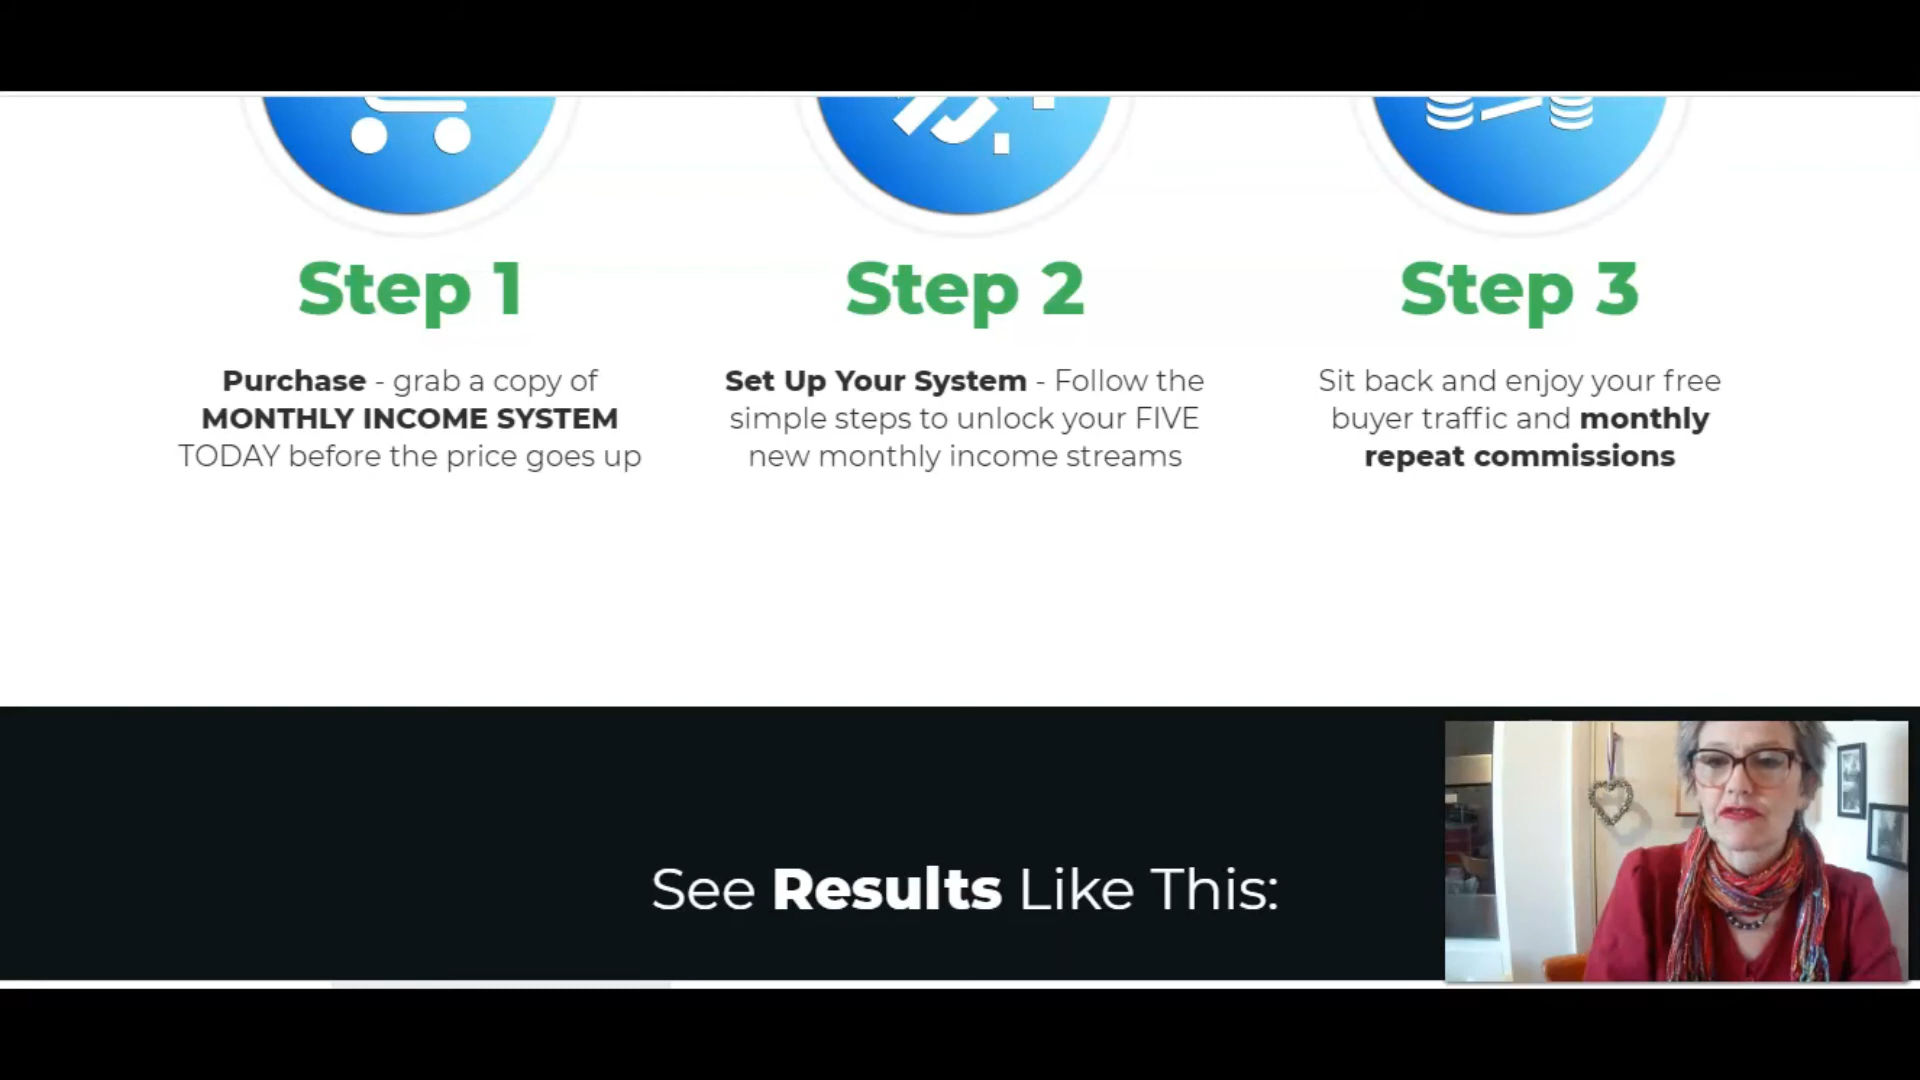 Step 1
Purchase - grab a copy of
MONTHLY INCOME SYSTEM
TODAY before the price goes up
Step 2
Set Up Your System - Follow the
simple steps to unlock your FIVE
new monthly income streams
Step 3
Sit back and enjoy your free
buyer traffic and monthly
repeat commissions
See Results Like This: